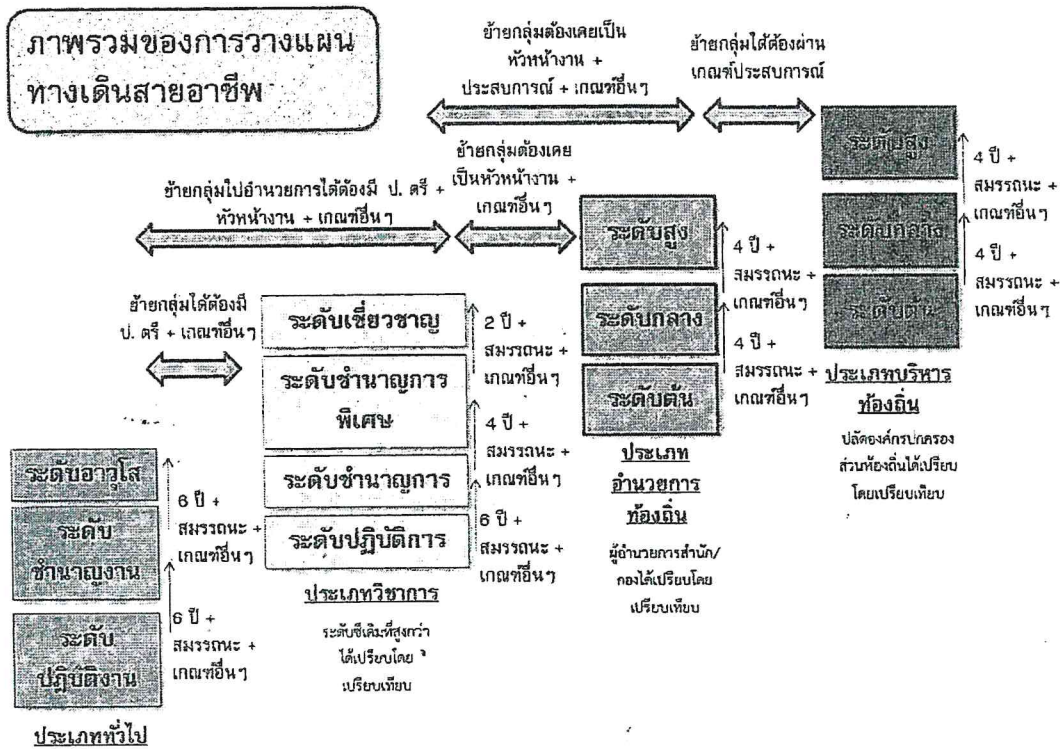 ภาพรวมของการวางแผน
ทางเดินสายอาชีพ
ย้ายกลุ่มต้องเคยเป็น
หัวหน้างาน +
ประสบการณ์ + เกณฑ์อื่นๆ
ย้ายกลุ่มได้ต้องผ่าน
เกณฑ์ประสบการณ์
ย้ายกลุ่มไปอำนวยการได้ต้องมี ป. ตรี +
หัวหน้างาน + เกณฑ์อื่นๆ
ย้ายกลุ่มต้องเคย
เป็นหัวหน้างาน +
เกณฑ์อื่นๆ
ย้ายกลุ่มได้ต้องมี
ป. ตรี + เกณฑ์อื่นๆ
ระดับอาวุโส
ระดับ
ชำนาญงาน
ระดับ
ปฏิบัติงาน
6 ปี +
สมรรถนะ +
เกณฑ์อื่นๆ
6 ปี +
สมรรถนะ +
เกณฑ์อื่นๆ
ประเภททั่วไป
ระดับเชี่ยวชาญ
ระดับชำนาญการ
พิเศษ
ระดับชำนาญการ
ระดับปฏิบัติการ
2 ปี +
สมรรถนะ +
เกณฑ์อื่นๆ
4 ปี +
สมรรถนะ +
เกณฑ์อื่นๆ
6 ปี +
สมรรถนะ +
เกณฑ์อื่นๆ
ประเภทวิชาการ
ระดับซีเดิมที่สูงกว่า
ได้เปรียบโดย
เปรียบเทียบ
ระดับสูง
ระดับกลาง
ระดับต้น
4 ปี +
สมรรถนะ +
เกณฑ์อื่นๆ
4 ปี +
สมรรถนะ +
เกณฑ์อื่นๆ
ประเภท
อำนวยการ
ท้องถิ่น
ผู้อำนวยการสำนัก/
กองได้เปรียบโดย
เปรียบเทียบ
ระดับสูง
ระดับกลาง
ระดับต้น
4 ปี +
สมรรถนะ +
เกณฑ์อื่นๆ
4 ปี +
สมรรถนะ +
เกณฑ์อื่นๆ
ประเภทบริหาร
ท้องถิ่น
ปลัดองค์กรปกครอง
ส่วนท้องถิ่นได้เปรียบ
โดยเปรียบเทียบ